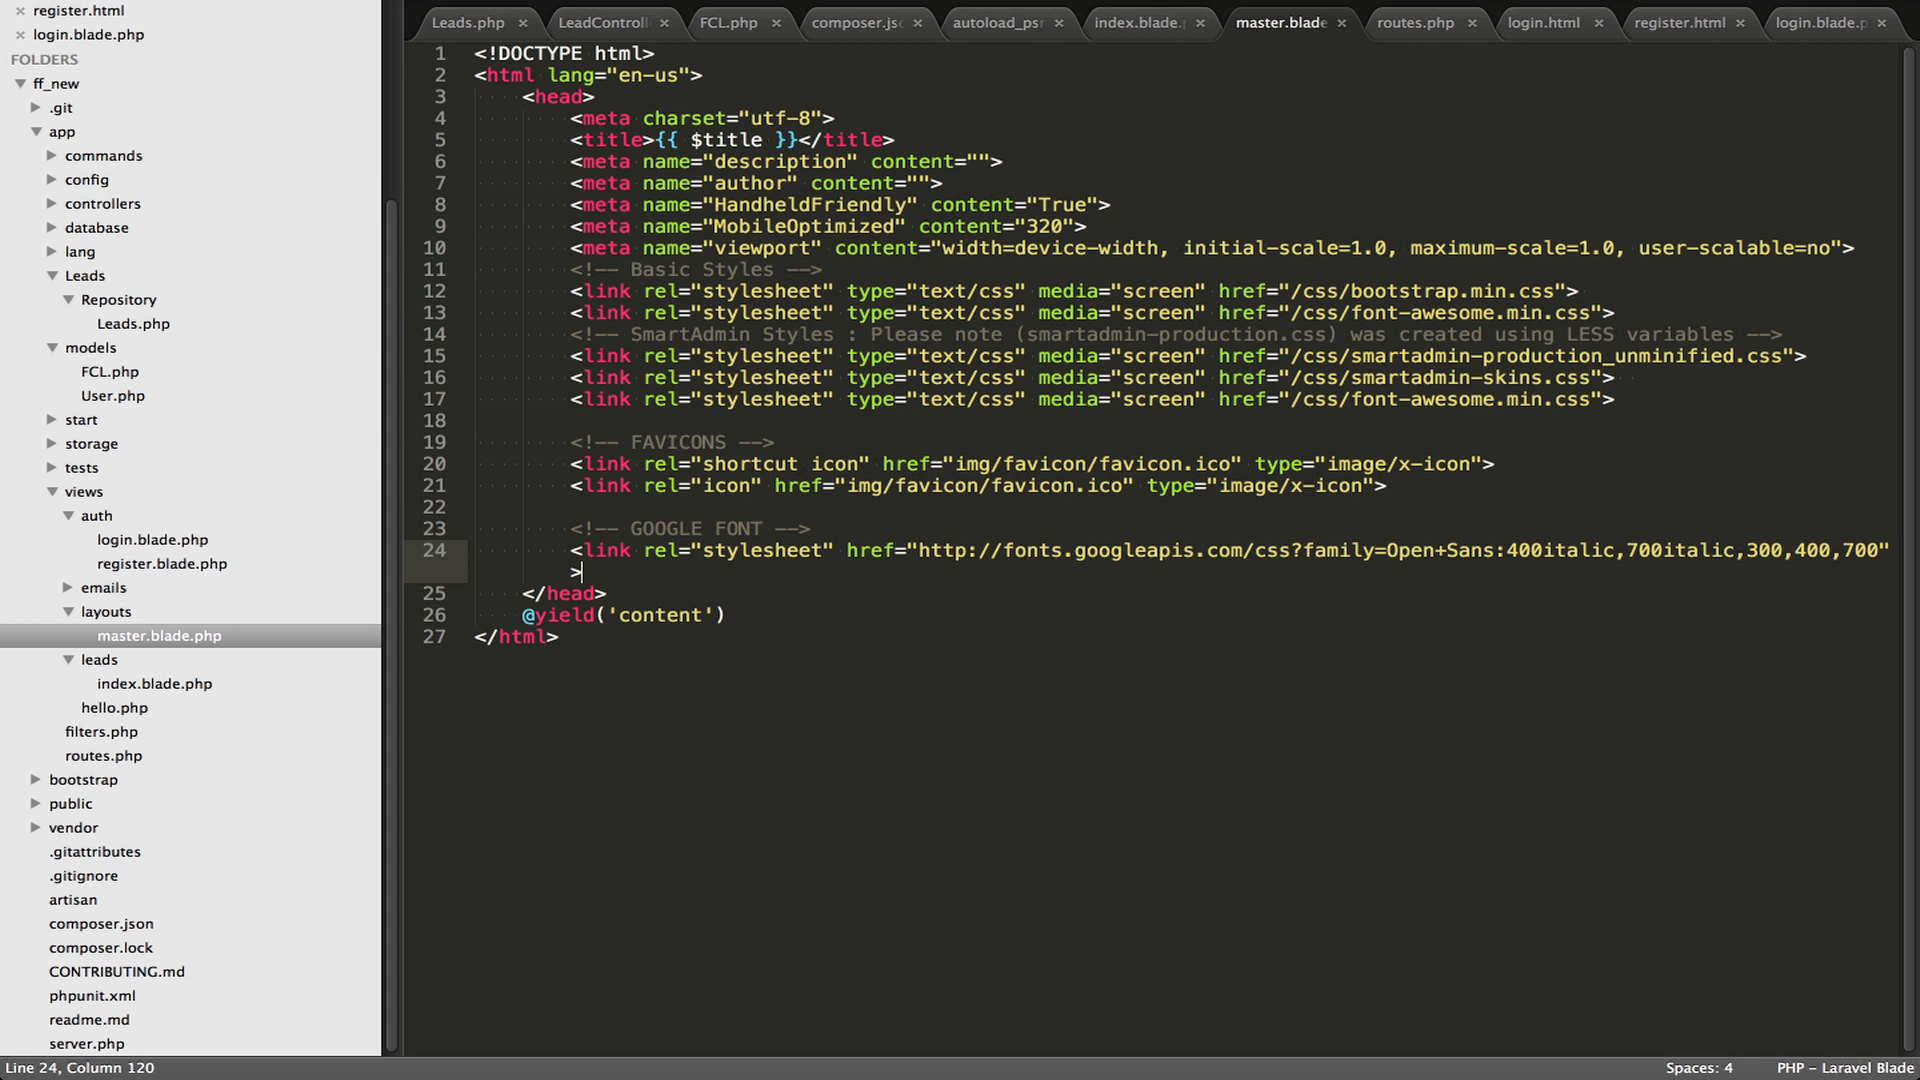 register.html
login.blade.php
FOLDERS
ff_new
.git
app
commands
config
controllers
database
lang
Leads
Repository
Leads.php
models
FCL.php
User.php
start
storage
tests
views
auth
login.blade.php
register.blade.php
emails
layouts
master.blade.php
leads
index.blade.php
hello.php
filters.php
routes.php
bootstrap
public
vendor
.gitattributes
.gitignore
artisan
composer.json
composer.lock
CONTRIBUTING.md
phpunit.xml
readme.md
server.php
Leads.php × LeadControll × FCL.php × composer.jsc × autoload_psr × index.blade.p × master.blade × routes.php × login.html × register.html × login.blade.p ×
1 <!DOCTYPE html>
2 <html lang="en-us">
3 <head>
4 <meta charset="utf-8">
5 <title>{{ $title }}</title>
6 <meta name="description" content="">
7 <meta name="author" content="">
8 <meta name="HandheldFriendly" content="True">
9 <meta name="MobileOptimized" content="320">
10 <meta name="viewport" content="width=device-width, initial-scale=1.0, maximum-scale=1.0, user-scalable=no">
11 <!-- Basic Styles -->
12 <link rel="stylesheet" type="text/css" media="screen" href="/css/bootstrap.min.css">
13 <link rel="stylesheet" type="text/css" media="screen" href="/css/font-awesome.min.css">
14 <!-- SmartAdmin Styles : Please note (smartadmin-production.css) was created using LESS variables -->
15 <link rel="stylesheet" type="text/css" media="screen" href="/css/smartadmin-production_unminified.css">
16 <link rel="stylesheet" type="text/css" media="screen" href="/css/smartadmin-skins.css">
17 <link rel="stylesheet" type="text/css" media="screen" href="/css/font-awesome.min.css">
18
19 <!-- FAVICONS -->
20 <link rel="shortcut icon" href="img/favicon/favicon.ico" type="image/x-icon">
21 <link rel="icon" href="img/favicon/favicon.ico" type="image/x-icon">
22
23 <!-- GOOGLE FONT -->
24 <link rel="stylesheet" href="http://fonts.googleapis.com/css?family=Open+Sans:400italic,700italic,300,400,700"
>
25 </head>
26 @yield('content')
27 </html>
Line 24, Column 120
Spaces: 4
PHP - Laravel Blade